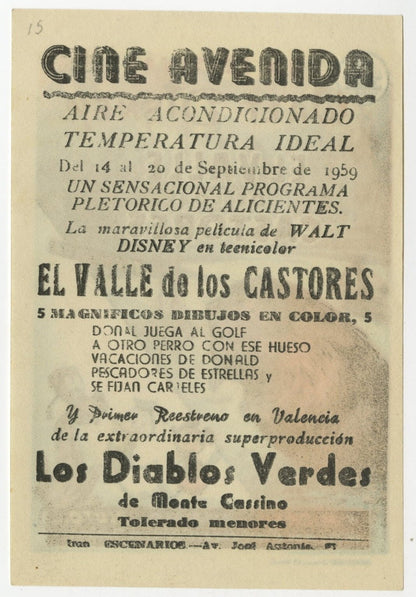 15
CINE AVENIDA
AIRE ACONDICIONADO
TEMPERATURA IDEAL
Del 14 al 20 de Septiembre de 1959
UN SENSACIONAL PROGRAMA
PLETORICO DE ALICIENTES.
La maravillosa película de WALT
DISNEY en tecnicolor
EL VALLE de los CASTORES
5 MAGNIFICOS DIBUJOS EN COLOR, 5
DONAL JUEGA AL GOLF
A OTRO PERRO CON ESE HUESO
VACACIONES DE DONALD
PESCADORES DE ESTRELLAS y
SE FIJAN CARTELES
Y Primer Reestreno en Valencia
de la extraordinaria superproducción
Los Diablos Verdes
de Monte Cassino
Tolerado menores
ESCENARIOS.—Av. José Antonio,